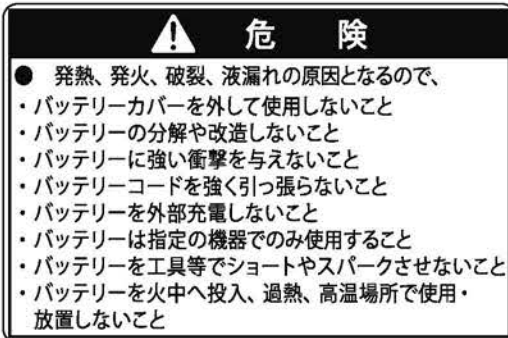 危 険
● 発熱、発火、破裂、液漏れの原因となるので、
・バッテリーカバーを外して使用しないこと
・バッテリーの分解や改造しないこと
・バッテリーに強い衝撃を与えないこと
・バッテリーコードを強く引っ張らないこと
・バッテリーを外部充電しないこと
・バッテリーは指定の機器でのみ使用すること
・バッテリーを工具等でショートやスパークさせないこと
・バッテリーを火中へ投入、過熱、高温場所で使用・
放置しないこと